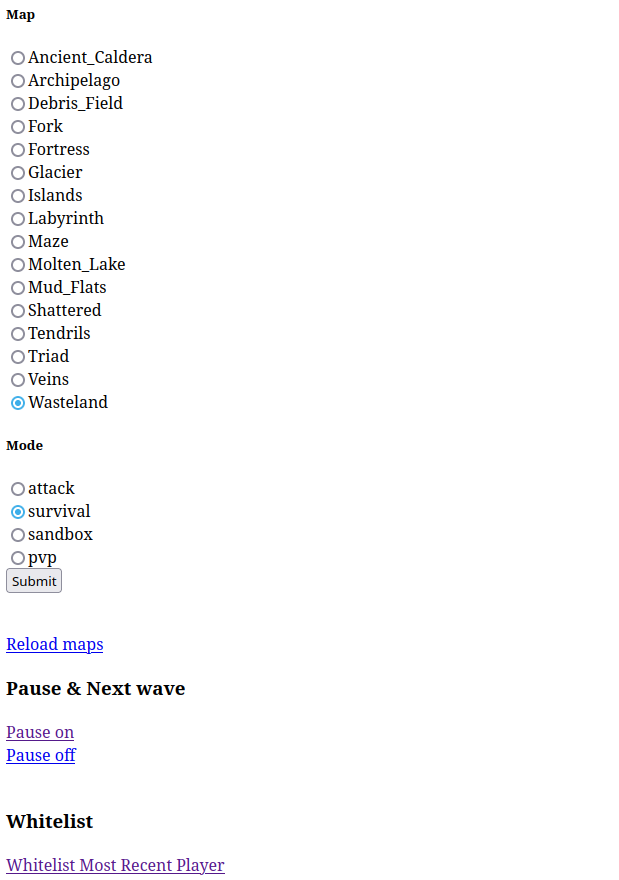 Map
Ancient_Caldera
Archipelago
Debris_Field
Fork
Fortress
Glacier
Islands
Labyrinth
Maze
Molten_Lake
Mud_Flats
Shattered
Tendrils
Triad
Veins
Wasteland
Mode
attack
survival
sandbox
pvp
Submit
Reload maps
Pause & Next wave
Pause on
Pause off
Whitelist
Whitelist Most Recent Player